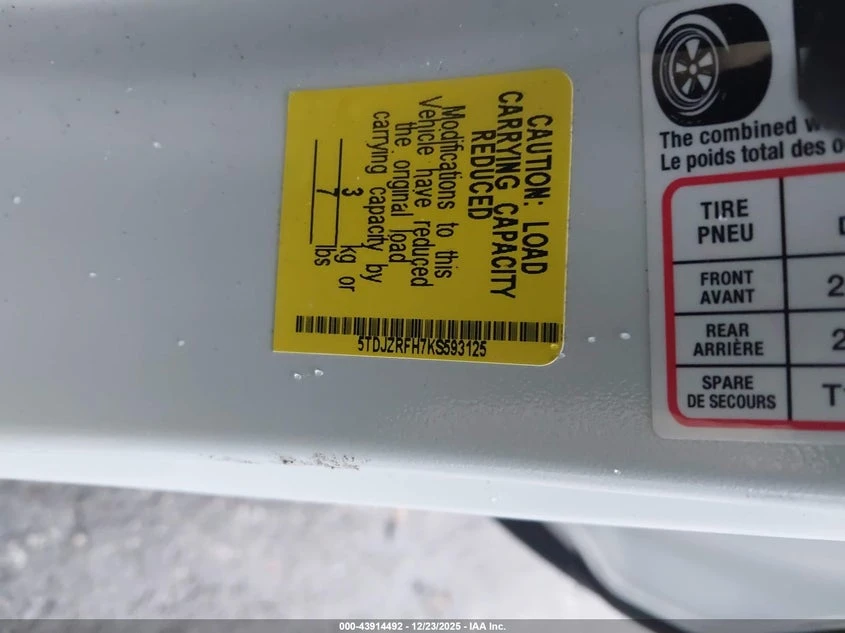 CAUTION: LOAD
CARRYING CAPACITY
REDUCED
Modifications to this
Vehicle have reduced
the original load
carrying capacity by
3 kg or
7 lbs
5TDJZRFH7KS593125
The combined
Le poids total des
TIRE
PNEU
FRONT
AVANT
2
REAR
ARRIÈRE
2
SPARE
DE SECOURS
T
000-43914492 - 12/23/2025 - IAA Inc.